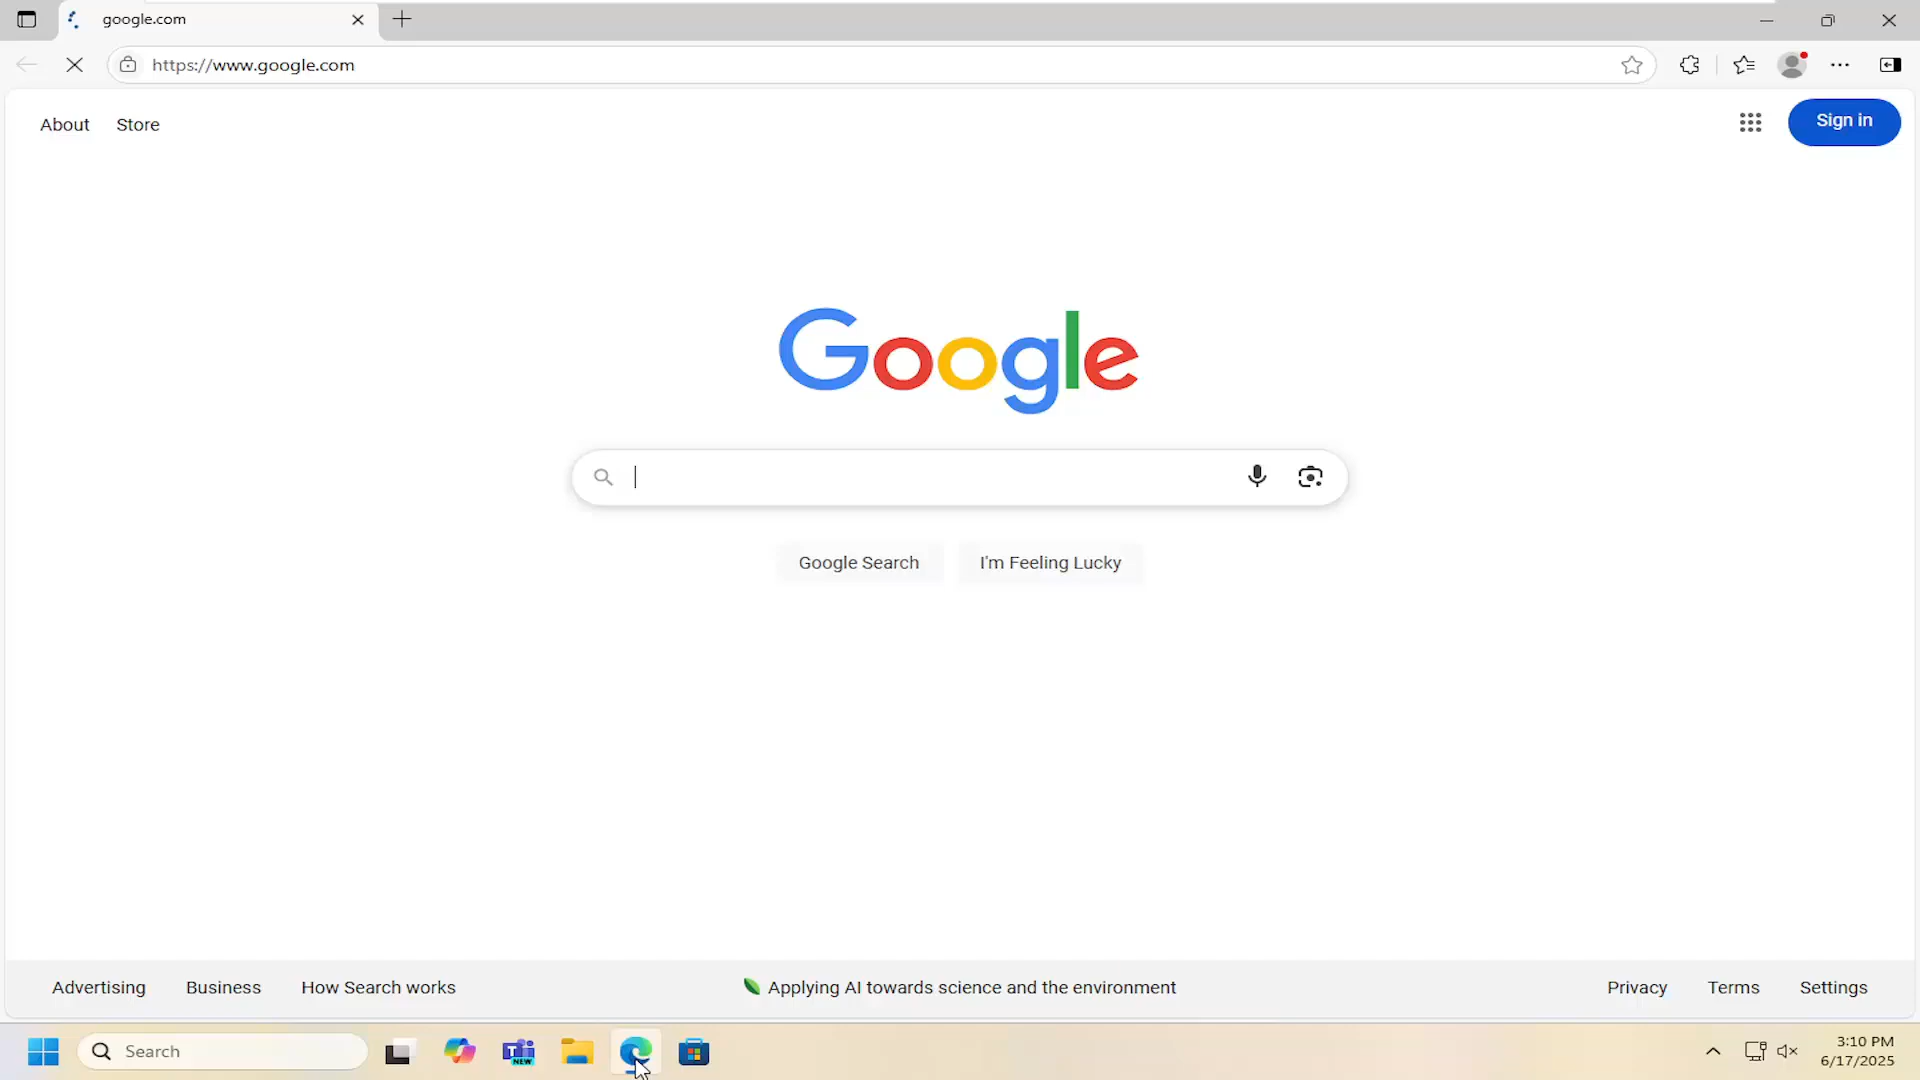 google.com
https://www.google.com
About Store
Sign in
Google
Google Search I'm Feeling Lucky
Advertising Business How Search works Applying AI towards science and the environment Privacy Terms Settings
Search
NEW
3:10 PM
6/17/2025